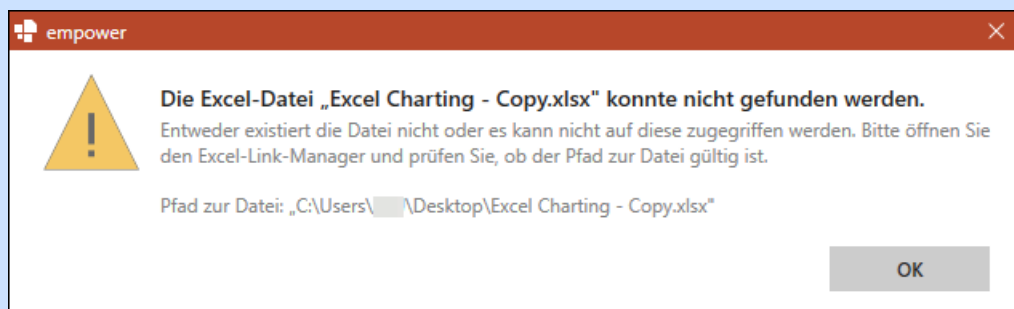 empower
Die Excel-Datei „Excel Charting - Copy.xlsx" konnte nicht gefunden werden.
Entweder existiert die Datei nicht oder es kann nicht auf diese zugegriffen werden. Bitte öffnen Sie
den Excel-Link-Manager und prüfen Sie, ob der Pfad zur Datei gültig ist.
Pfad zur Datei: „C:\Users\ \Desktop\Excel Charting - Copy.xlsx"
OK